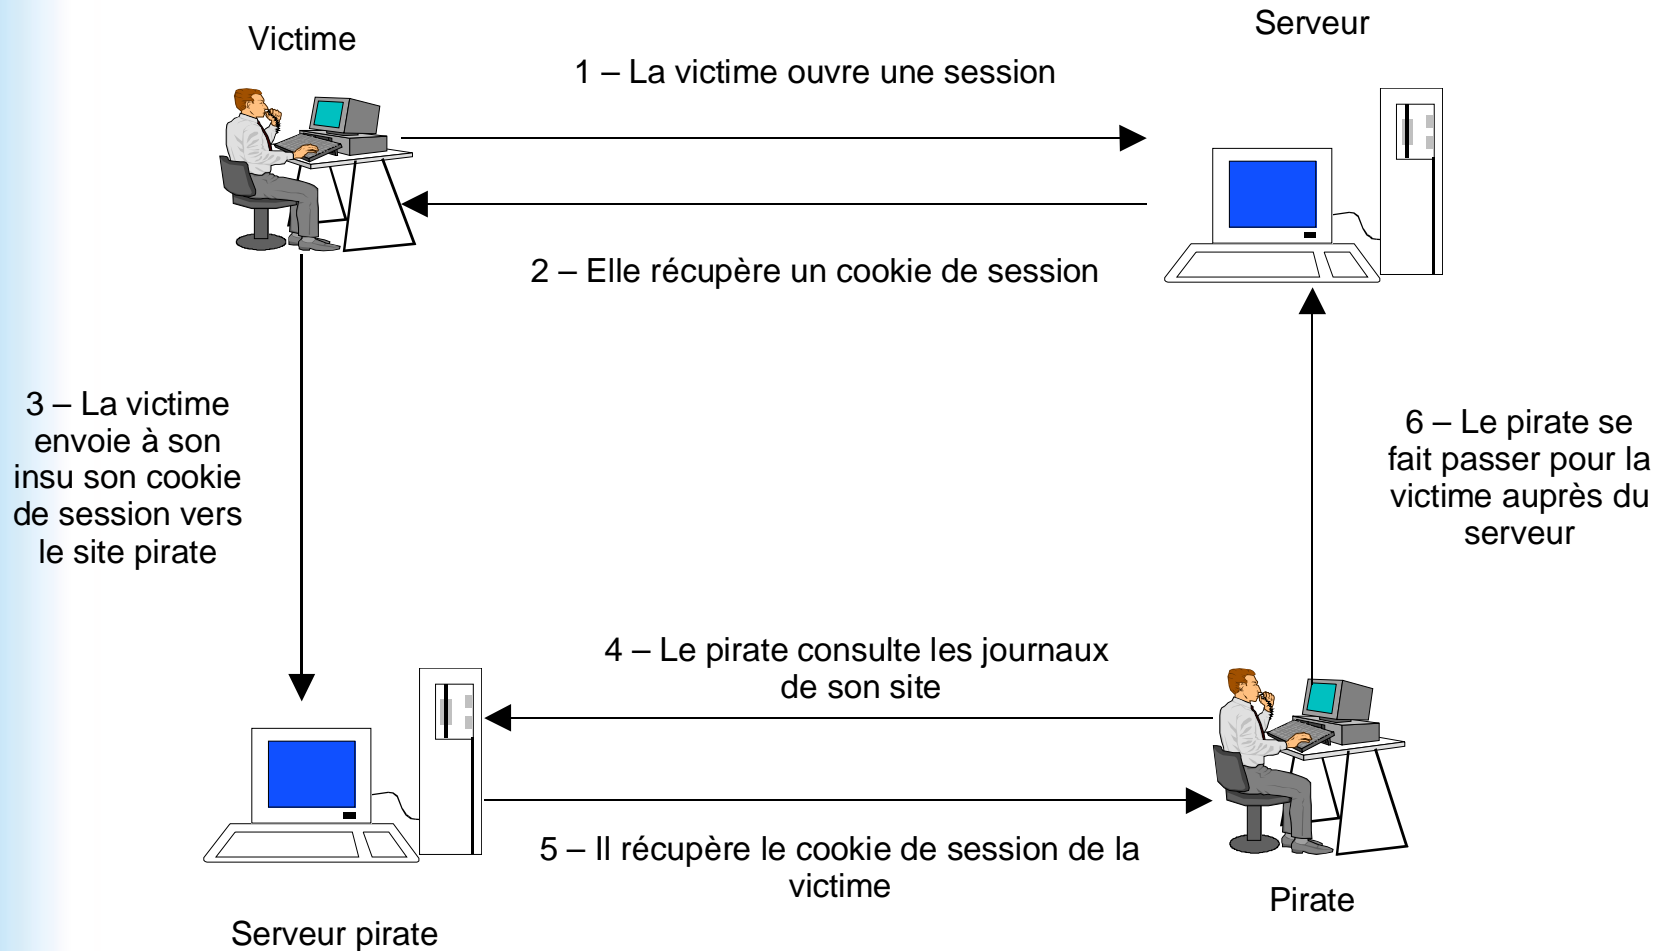 Victime
Serveur
1 – La victime ouvre une session
2 – Elle récupère un cookie de session
3 – La victime
envoie à son
insu son cookie
de session vers
le site pirate
6 – Le pirate se
fait passer pour la
victime auprès du
serveur
4 – Le pirate consulte les journaux
de son site
5 – Il récupère le cookie de session de la
victime
Pirate
Serveur pirate